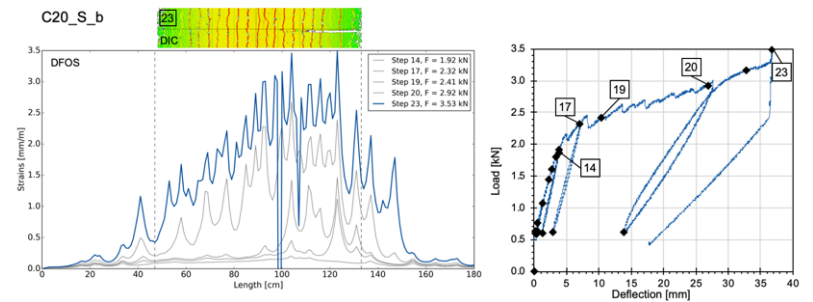 C20_S_b
23
DIC
DFOS
Step 14, F = 1.92 kN
Step 17, F = 2.32 kN
Step 19, F = 2.41 kN
Step 20, F = 2.92 kN
Step 23, F = 3.53 kN
3.5
3.0
2.5
2.0
1.5
1.0
0.5
0.0
Strains [mm/m]
0 20 40 60 80 100 120 140 160 180
Length [cm]
3.5
3.0
2.5
2.0
1.5
1.0
0.5
0.0
Load [kN]
20
23
19
17
14
0 5 10 15 20 25 30 35 40
Deflection [mm]